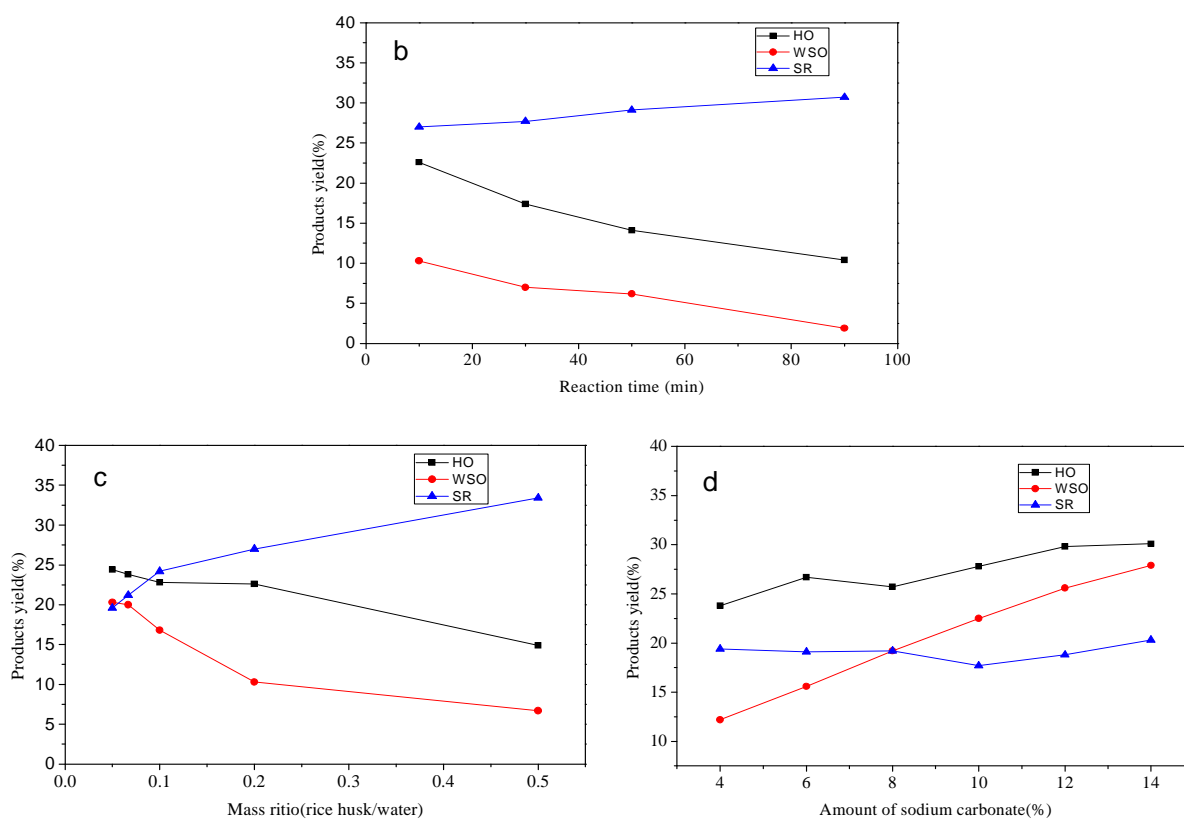 b
HO
WSO
SR
40
35
30
25
20
15
10
5
0
Products yield(%)
0 20 40 60 80 100
Reaction time (min)
c
HO
WSO
SR
40
35
30
25
20
15
10
5
0
Products yield(%)
0.0 0.1 0.2 0.3 0.4 0.5
Mass ritio(rice husk/water)
d
HO
WSO
SR
40
35
30
25
20
15
10
Products yield(%)
4 6 8 10 12 14
Amount of sodium carbonate(%)